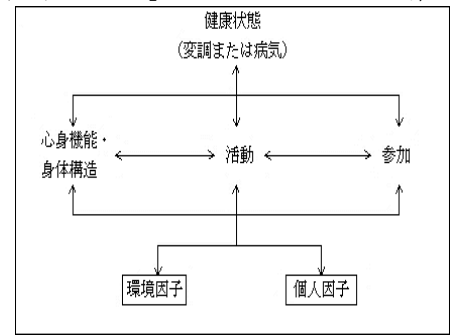 健康状態
(変調または病気)
心身機能・
身体構造
活動
参加
環境因子
個人因子